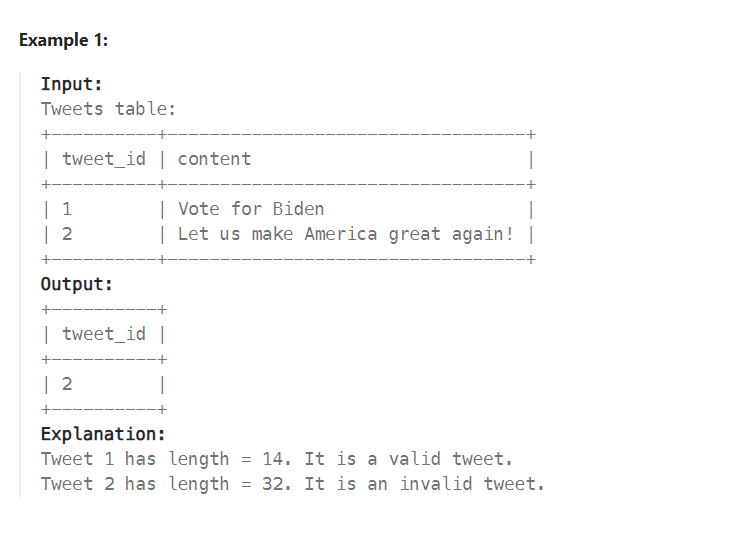 Example 1:
Input:
Tweets table:
+----------+----------------------------------+
| tweet_id | content                          |
+----------+----------------------------------+
| 1        | Vote for Biden                   |
| 2        | Let us make America great again! |
+----------+----------------------------------+
Output:
+----------+
| tweet_id |
+----------+
| 2        |
+----------+
Explanation:
Tweet 1 has length = 14. It is a valid tweet.
Tweet 2 has length = 32. It is an invalid tweet.